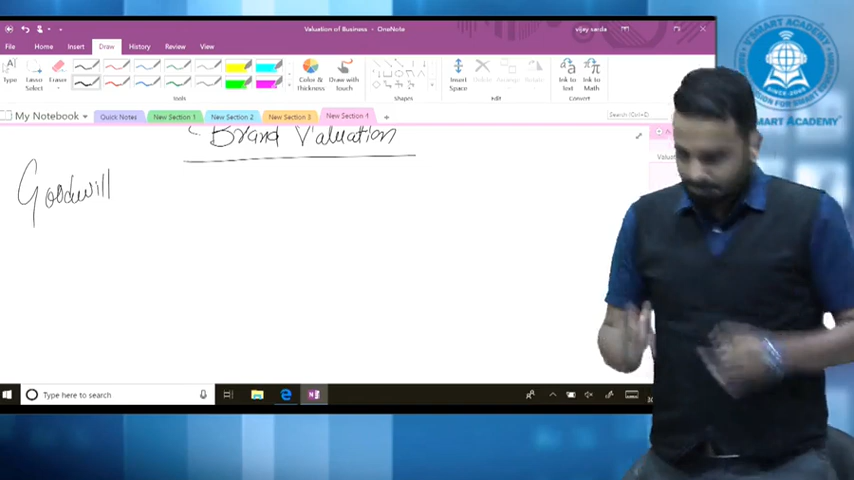 Valuation of Business - OneNote
vijay sarda
File Home Insert Draw History Review View
Type
Lasso Select
Eraser
Color & Thickness
Draw with Touch
Insert Space
Delete
Arrange
Rotate
Ink to Text
Ink to Math
Tools
Shapes
Edit
Convert
My Notebook
Quick Notes
New Section 1
New Section 2
New Section 3
New Section 4
Search (Ctrl+E)
Brand Valuation
Goodwill
Type here to search
V'SMART ACADEMY
SMART ACADEMY